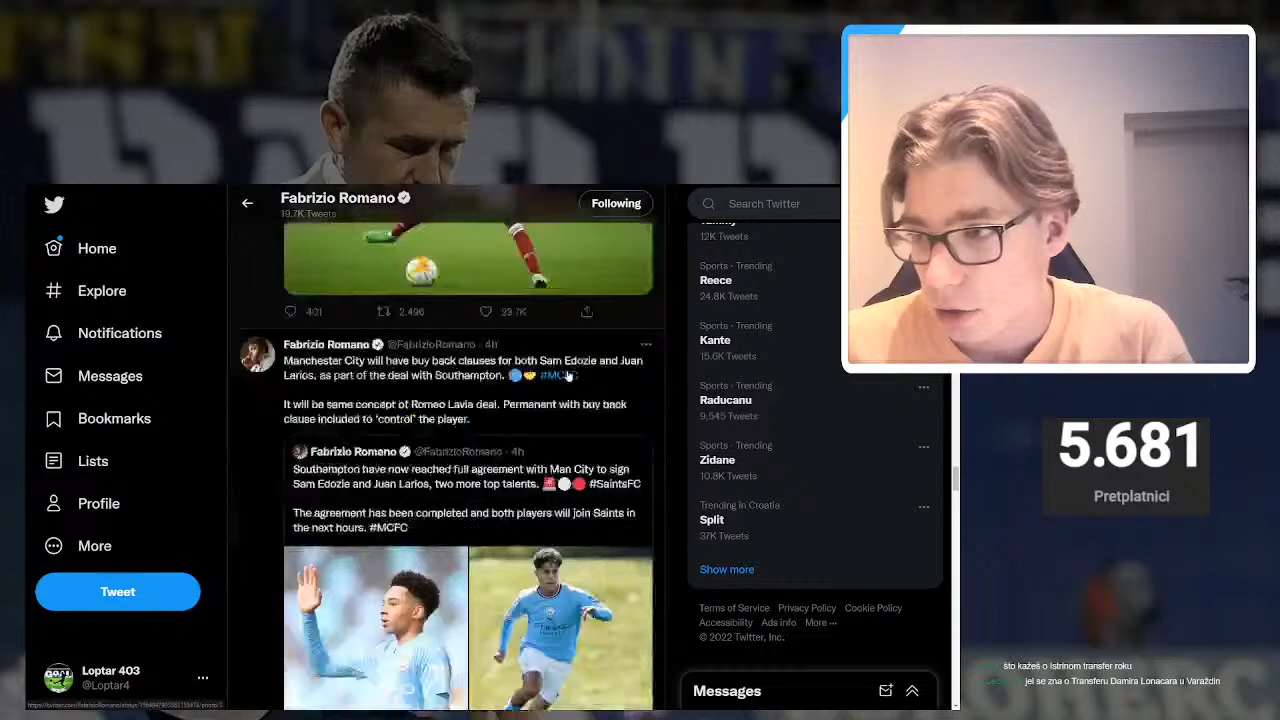 Home
Explore
Notifications
Messages
Bookmarks
Lists
Profile
More
Tweet
Loptar 403
@Loptar4
Fabrizio Romano
19.7K Tweets
Following
401
2.496
Fabrizio Romano @FabrizioRomano · 4h
Manchester City will have buy back clauses for both Sam Edozie and Juan
Larios, as part of the deal with Southampton. #MCFC
It will be same concept of Romeo Lavia deal. Permanent with buy back
clause included to 'control' the player.
Fabrizio Romano @FabrizioRomano · 4h
Southampton have now reached full agreement with Man City to sign
Sam Edozie and Juan Larios, two more top talents. #SaintsFC
The agreement has been completed and both players will join Saints in
the next hours. #MCFC
Search Twitter
12K Tweets
Sports · Trending
Reece
24.8K Tweets
Sports · Trending
Kante
15.6K Tweets
Sports · Trending
Raducanu
9,545 Tweets
Sports · Trending
Zidane
10.8K Tweets
Trending in Croatia
Split
37K Tweets
Show more
Terms of Service Privacy Policy Cookie Policy
Accessibility Ads info More ···
© 2022 Twitter, Inc.
Messages
5.681
Pretplatnici
što kažeš o Istrinom transfer roku
jel se zna o Transferu Damira Lonacara u Varaždin